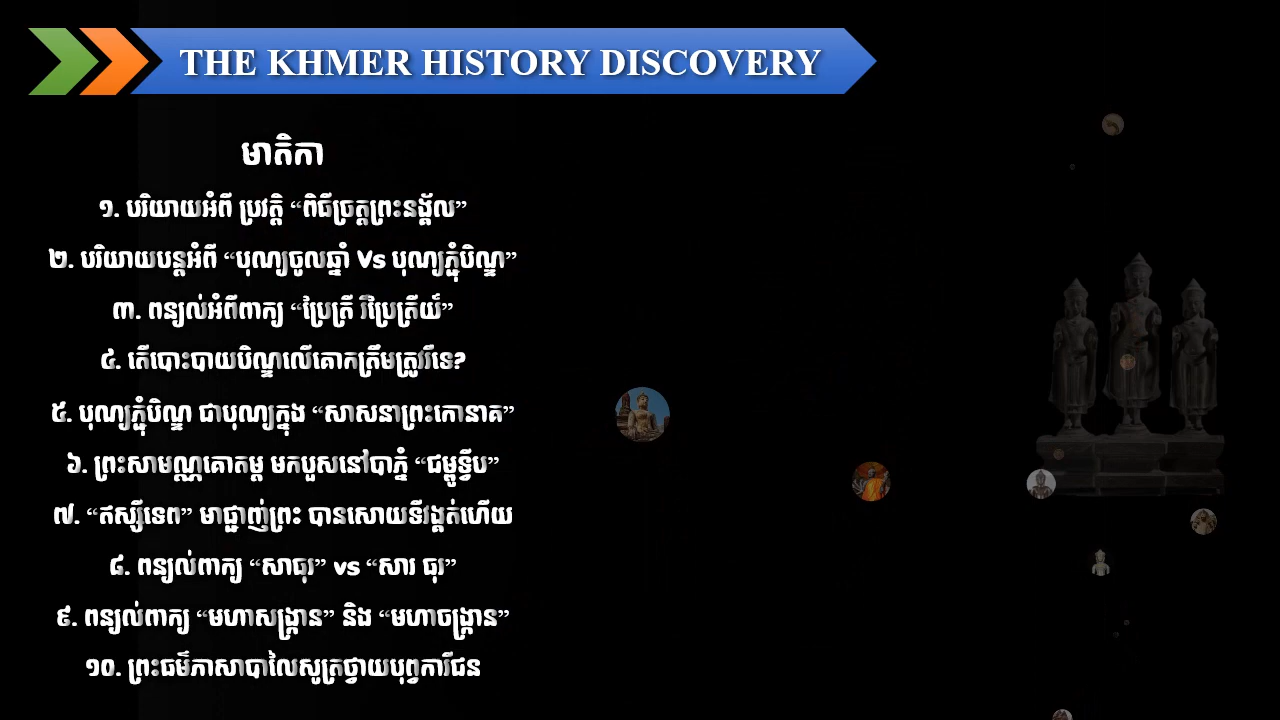 THE KHMER HISTORY DISCOVERY
មាតិកា
១. បរិយាយអំពី ប្រវត្តិ “ពិធីច្រត្តព្រះនង្គ័ល”
២. បរិយាយបន្តអំពី “បុណ្យចូលឆ្នាំ Vs បុណ្យភ្ជុំបិណ្ឌ”
៣. ពន្យល់អំពីពាក្យ “ប្រៃត្រី រឺប្រៃត្រីយ៍”
៤. តើបោះបាយបិណ្ឌលើគោកត្រឹមត្រូវរឺទេ?
៥. បុណ្យភ្ជុំបិណ្ឌ ជាបុណ្យក្នុង “សាសនាព្រះកោនាគ”
៦. ព្រះសាមណ្ណគោតម្ត មកបួសនៅបាភ្នំ “ជម្ពូទ្វីប”
៧. “ឥស្សីទេព” មាផ្ចាញ់ព្រះ បានសោយទីវង្គត់ហើយ
៨. ពន្យល់ពាក្យ “សាធុរ” vs “សារ ធុរ”
៩. ពន្យល់ពាក្យ “មហាសង្ក្រាន” និង “មហាចង្ក្រាន”
១០. ព្រះធម៌ភាសាបាលៃសូត្រថ្វាយបុព្វការីជន